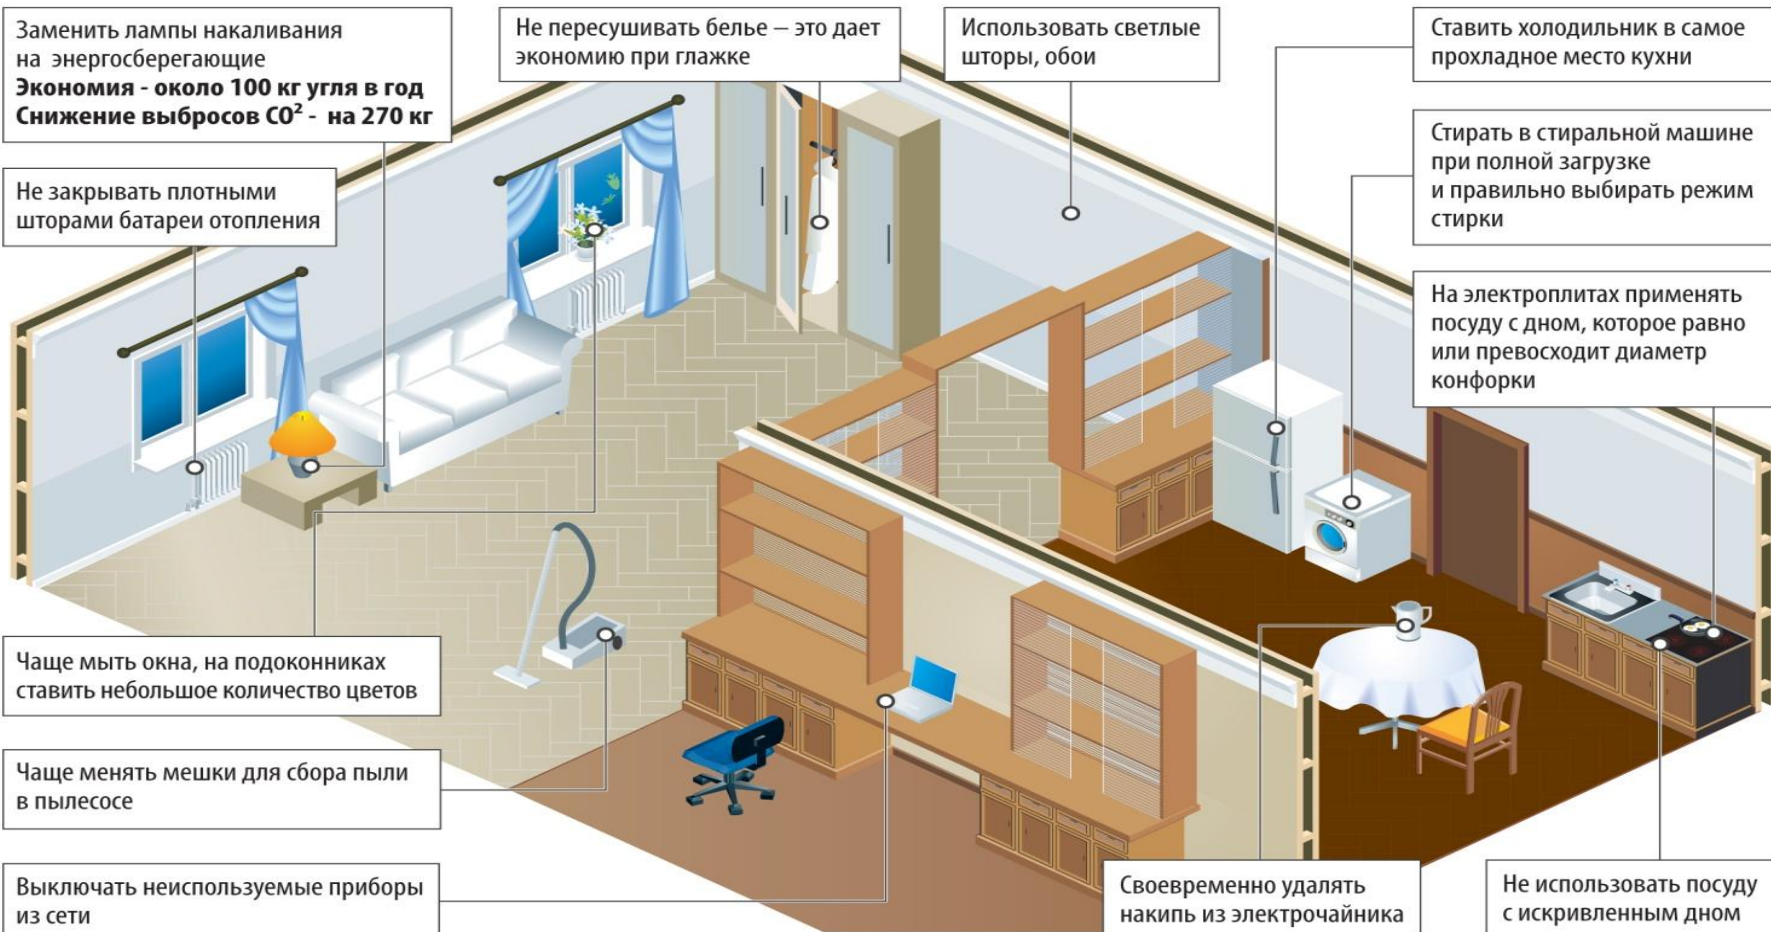 Заменить лампы накаливания
на энергосберегающие
Экономия - около 100 кг угля в год
Снижение выбросов CO² - на 270 кг
Не пересушивать белье – это дает
экономию при глажке
Использовать светлые
шторы, обои
Ставить холодильник в самое
прохладное место кухни
Стирать в стиральной машине
при полной загрузке
и правильно выбирать режим
стирки
Не закрывать плотными
шторами батареи отопления
На электроплитах применять
посуду с дном, которое равно
или превосходит диаметр
конфорки
Чаще мыть окна, на подоконниках
ставить небольшое количество цветов
Чаще менять мешки для сбора пыли
в пылесосе
Выключать неиспользуемые приборы
из сети
Своевременно удалять
накипь из электрочайника
Не использовать посуду
с искривленным дном